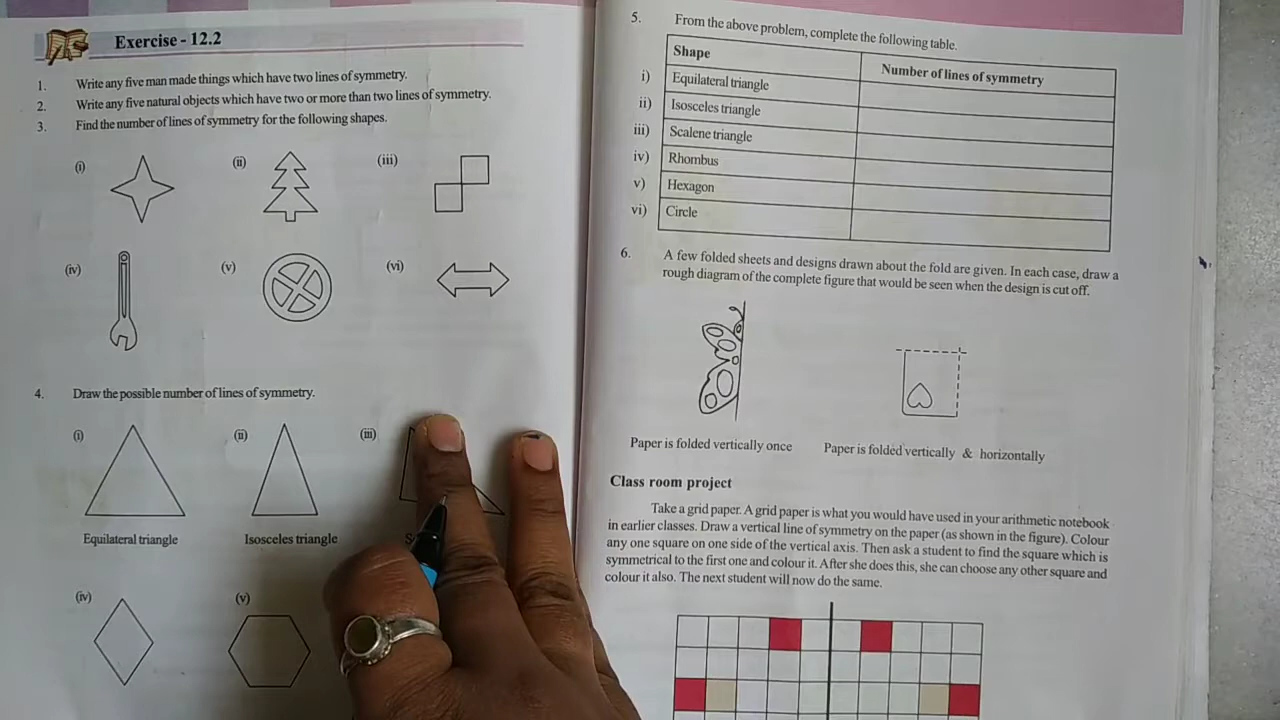 Exercise - 12.2
1. Write any five man made things which have two lines of symmetry.
2. Write any five natural objects which have two or more than two lines of symmetry.
3. Find the number of lines of symmetry for the following shapes.
(i) (ii) (iii)
(iv) (v) (vi)
4. Draw the possible number of lines of symmetry.
(i) (ii) (iii)
Equilateral triangle Isosceles triangle
(iv) (v)
5. From the above problem, complete the following table.
Shape Number of lines of symmetry
i) Equilateral triangle
ii) Isosceles triangle
iii) Scalene triangle
iv) Rhombus
v) Hexagon
vi) Circle
6. A few folded sheets and designs drawn about the fold are given. In each case, draw a
rough diagram of the complete figure that would be seen when the design is cut off.
Paper is folded vertically once Paper is folded vertically & horizontally
Class room project
Take a grid paper. A grid paper is what you would have used in your arithmetic notebook
in earlier classes. Draw a vertical line of symmetry on the paper (as shown in the figure). Colour
any one square on one side of the vertical axis. Then ask a student to find the square which is
symmetrical to the first one and colour it. After she does this, she can choose any other square and
colour it also. The next student will now do the same.